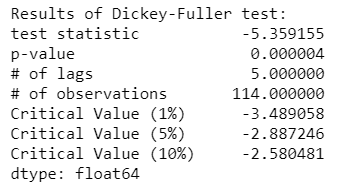 Results of Dickey-Fuller test:
test statistic -5.359155
p-value 0.000004
# of lags 5.000000
# of observations 114.000000
Critical Value (1%) -3.489058
Critical Value (5%) -2.887246
Critical Value (10%) -2.580481
dtype: float64